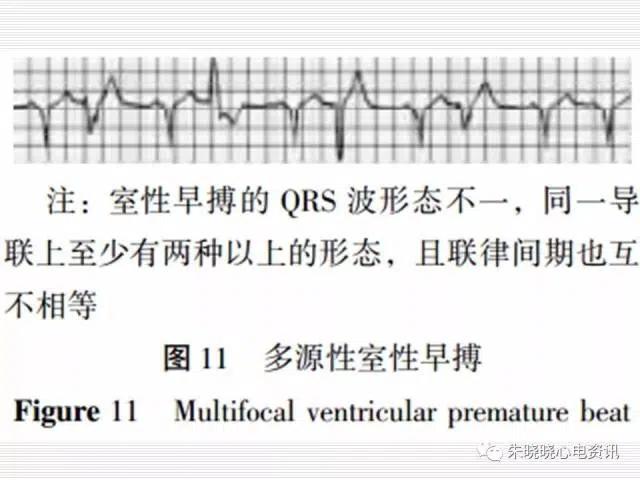 注：室性早搏的 QRS 波形态不一，同一导
联上至少有两种以上的形态，且联律间期也互
不相等
图 11 多源性室性早搏
Figure 11 Multifocal ventricular premature beat
朱晓晓心电资讯